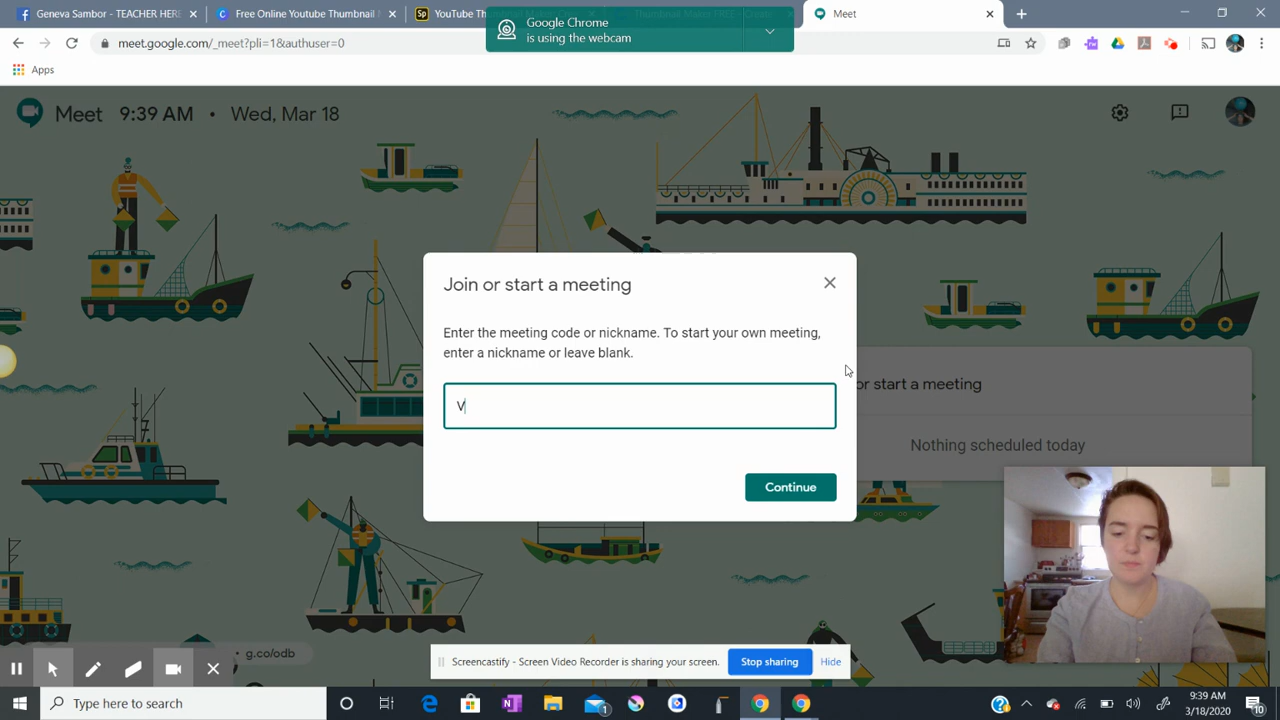 Geneva Sambor - TEACHER HERE
Free Online Youtube Thumbnail
Sp
Meet
Google Chrome
is using the webcam
meet.google.com/_meet?pli=1&authuser=0
Apps
Meet 9:39 AM • Wed, Mar 18
Join or start a meeting
Enter the meeting code or nickname. To start your own meeting,
enter a nickname or leave blank.
V
Continue
or start a meeting
Nothing scheduled today
g.co/odb
Screencastify - Screen Video Recorder is sharing your screen.
Stop sharing
Hide
Type here to search
9:39 AM
3/18/2020